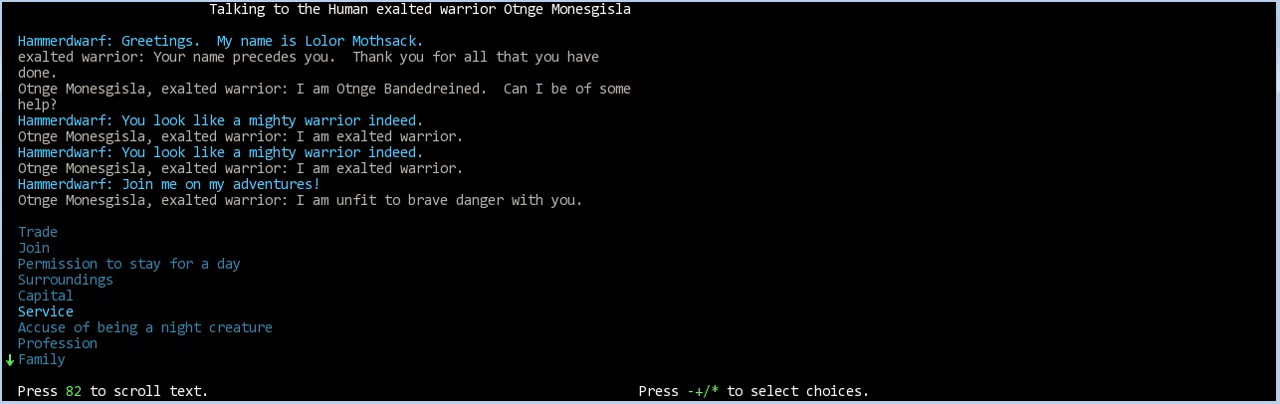 Talking to the Human exalted warrior Otnge Monesgisla
Hammerdwarf: Greetings.  My name is Lolor Mothsack.
exalted warrior: Your name precedes you.  Thank you for all that you have
done.
Otnge Monesgisla, exalted warrior: I am Otnge Bandedreined.  Can I be of some
help?
Hammerdwarf: You look like a mighty warrior indeed.
Otnge Monesgisla, exalted warrior: I am exalted warrior.
Hammerdwarf: You look like a mighty warrior indeed.
Otnge Monesgisla, exalted warrior: I am exalted warrior.
Hammerdwarf: Join me on my adventures!
Otnge Monesgisla, exalted warrior: I am unfit to brave danger with you.
Trade
Join
Permission to stay for a day
Surroundings
Capital
Service
Accuse of being a night creature
Profession
↓Family
Press 82 to scroll text. Press -+/* to select choices.